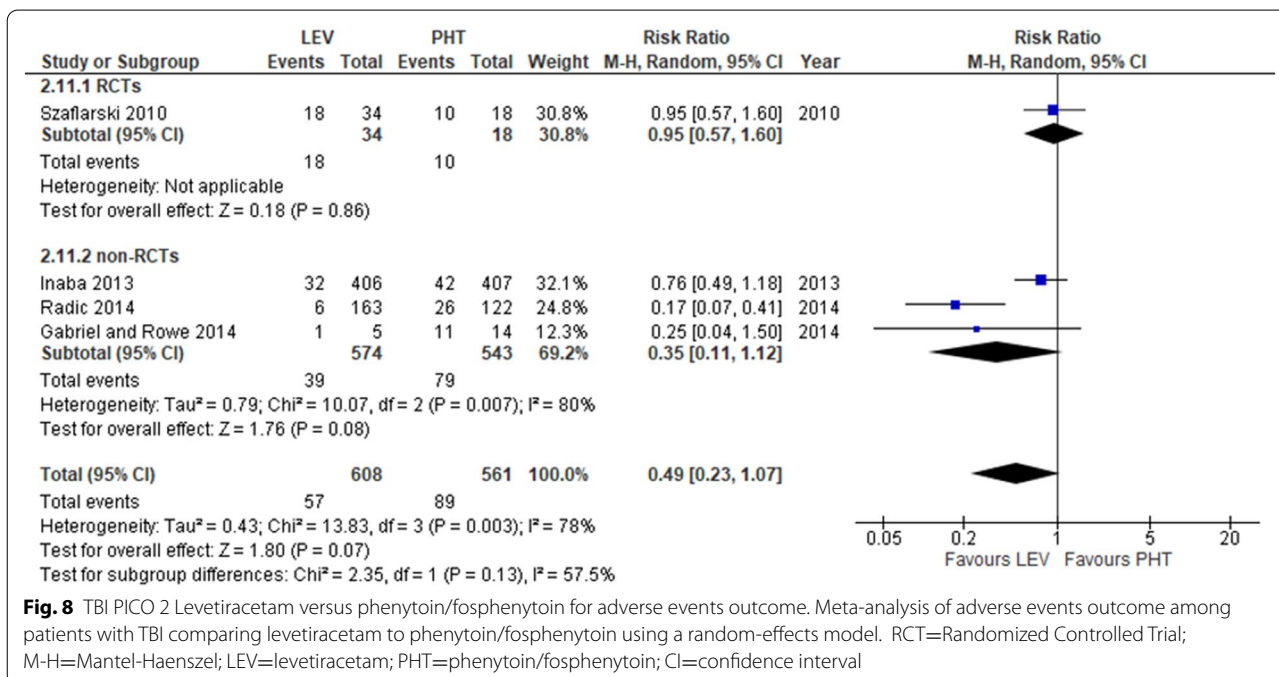 LEV PHT Risk Ratio Risk Ratio
Study or Subgroup Events Total Events Total Weight M-H, Random, 95% CI Year M-H, Random, 95% CI
2.11.1 RCTs
Szaflarski 2010 18 34 10 18 30.8% 0.95 [0.57, 1.60] 2010
Subtotal (95% CI) 34 18 30.8% 0.95 [0.57, 1.60]
Total events 18 10
Heterogeneity: Not applicable
Test for overall effect: Z = 0.18 (P = 0.86)
2.11.2 non-RCTs
Inaba 2013 32 406 42 407 32.1% 0.76 [0.49, 1.18] 2013
Radic 2014 6 163 26 122 24.8% 0.17 [0.07, 0.41] 2014
Gabriel and Rowe 2014 1 5 11 14 12.3% 0.25 [0.04, 1.50] 2014
Subtotal (95% CI) 574 543 69.2% 0.35 [0.11, 1.12]
Total events 39 79
Heterogeneity: Tau² = 0.79; Chi² = 10.07, df = 2 (P = 0.007); I² = 80%
Test for overall effect: Z = 1.76 (P = 0.08)
Total (95% CI) 608 561 100.0% 0.49 [0.23, 1.07]
Total events 57 89
Heterogeneity: Tau² = 0.43; Chi² = 13.83, df = 3 (P = 0.003); I² = 78%
Test for overall effect: Z = 1.80 (P = 0.07)
Test for subgroup differences: Chi² = 2.35, df = 1 (P = 0.13), I² = 57.5%
0.05 0.2 1 5 20
Favours LEV Favours PHT
Fig. 8 TBI PICO 2 Levetiracetam versus phenytoin/fosphenytoin for adverse events outcome. Meta-analysis of adverse events outcome among
patients with TBI comparing levetiracetam to phenytoin/fosphenytoin using a random-effects model. RCT=Randomized Controlled Trial;
M-H=Mantel-Haenszel; LEV=levetiracetam; PHT=phenytoin/fosphenytoin; CI=confidence interval